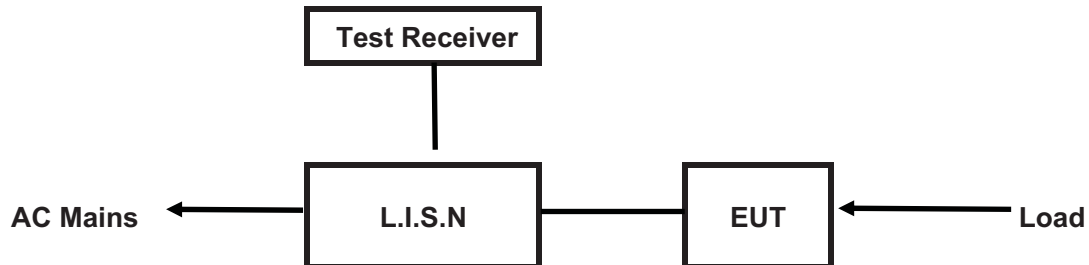 Test Receiver
AC Mains
L.I.S.N
EUT
Load